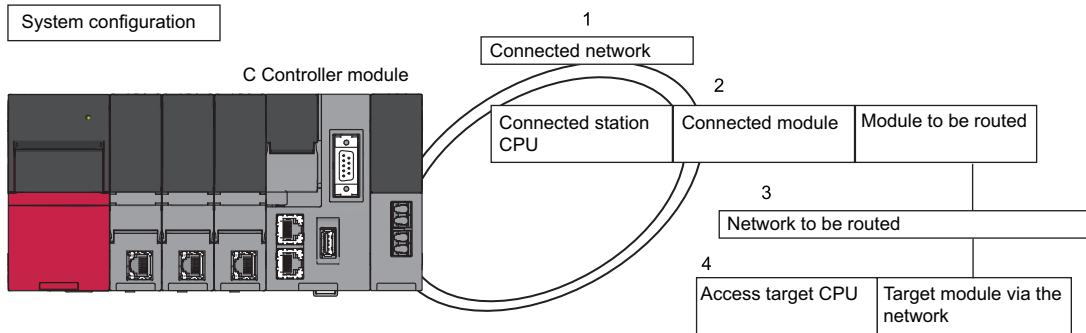 System configuration
1
Connected network
C Controller module
2
Connected station
CPU
Connected module
Module to be routed
3
Network to be routed
4
Access target CPU
Target module via the
network